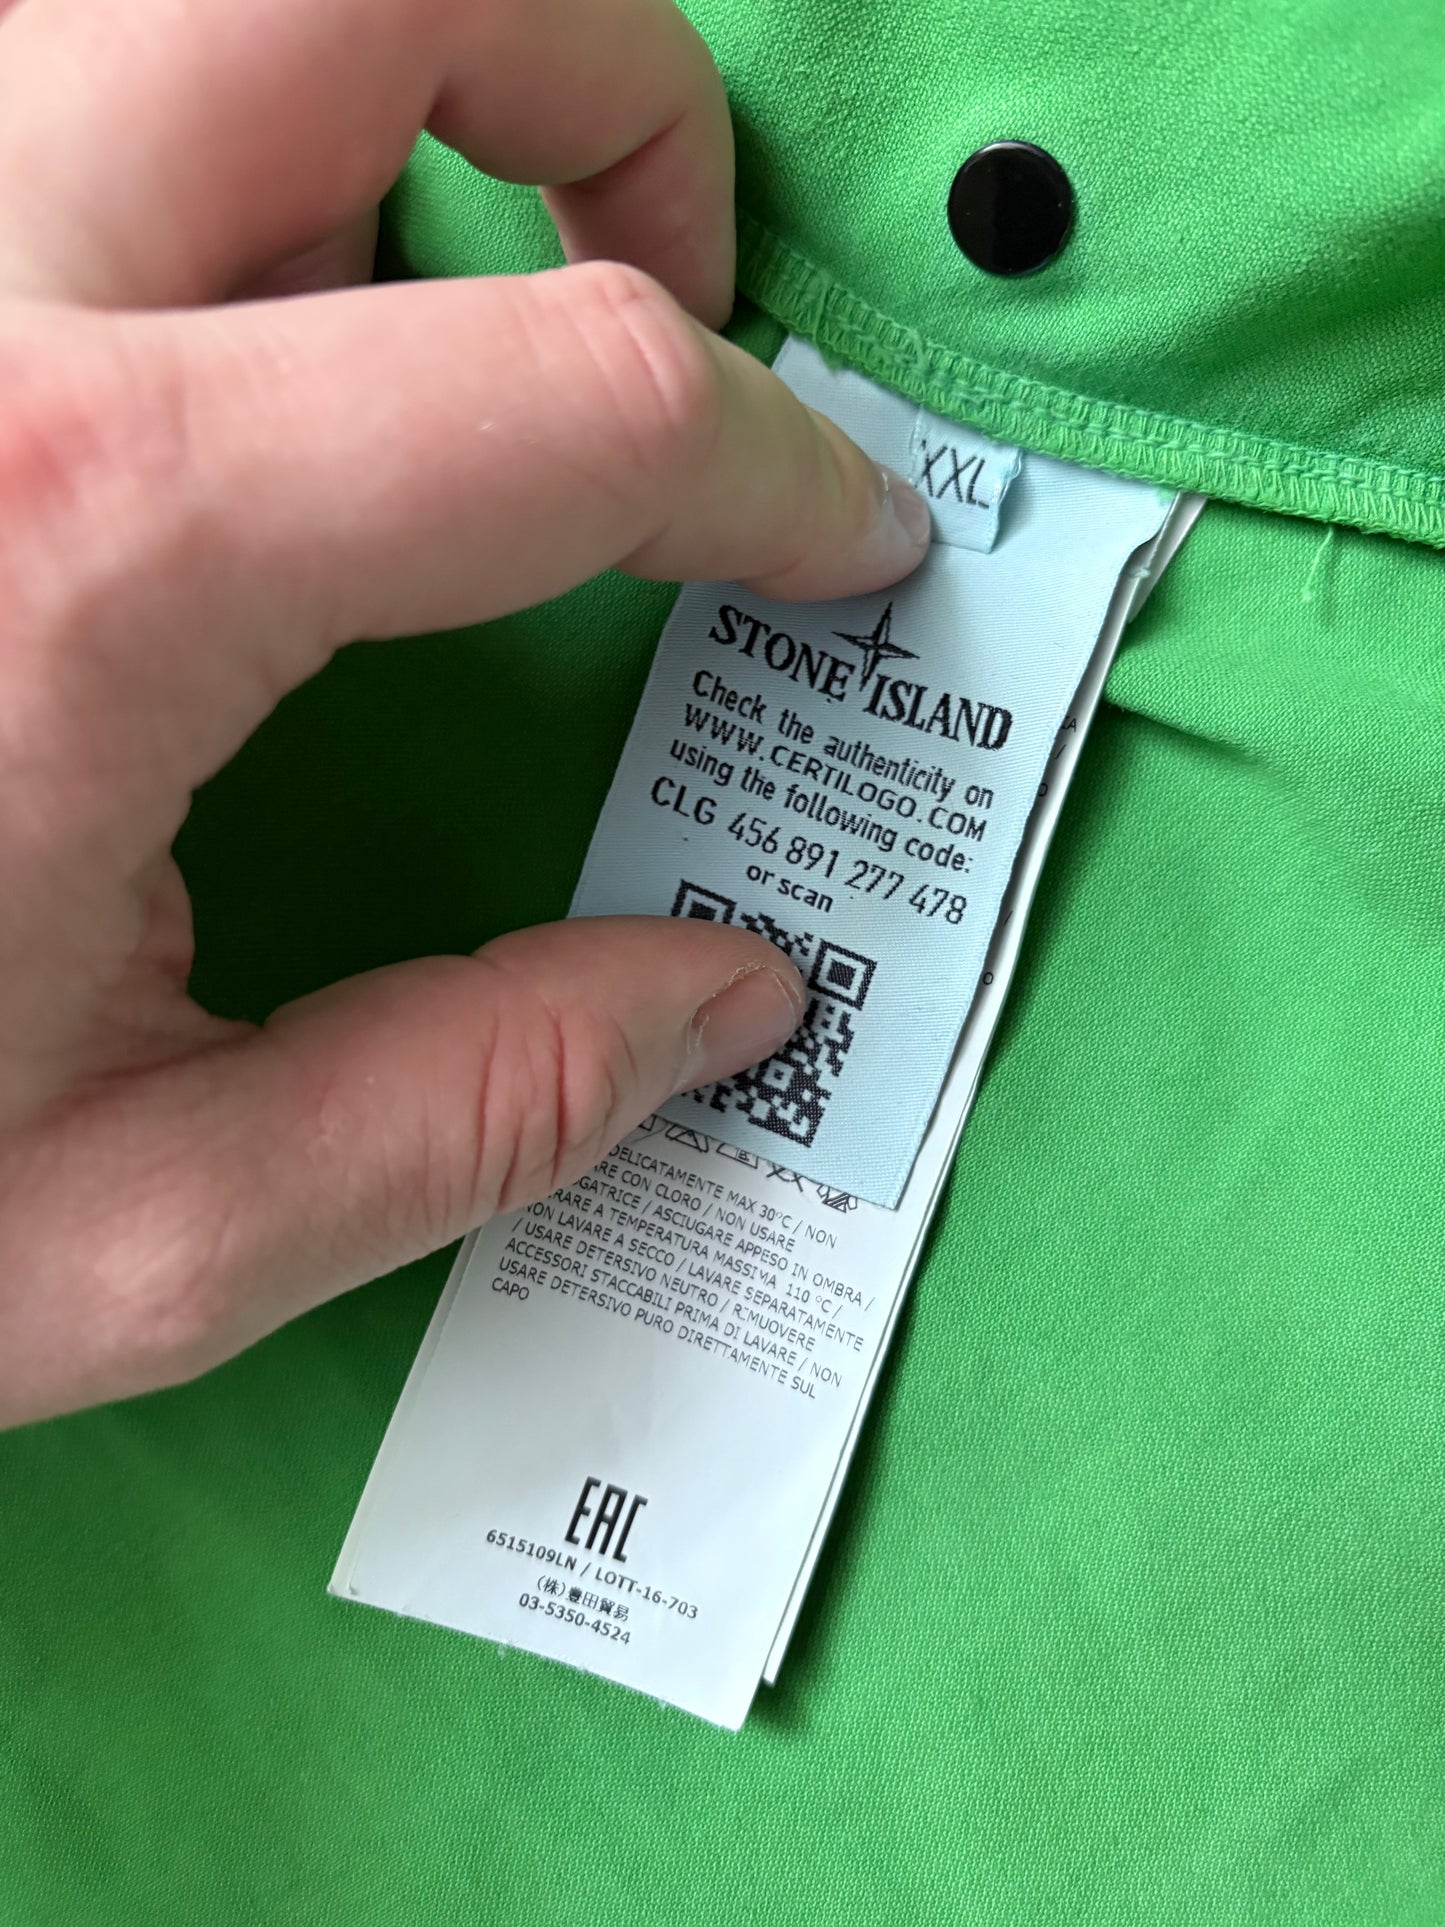 XXL
STONE ISLAND
Check the authenticity on
WWW.CERTILOGO.COM
using the following code:
CLG 456 891 277 478
or scan
DELICATAMENTE MAX 30°C / NON
CON CLORO / NON USARE
/ ASCIUGARE APPESO IN OMBRA /
A TEMPERATURA MASSIMA 110 °C /
NON LAVARE A SECCO / LAVARE SEPARATAMENTE
/ USARE DETERSIVO NEUTRO / RIMUOVERE
ACCESSORI STACCABILI PRIMA DI LAVARE / NON
USARE DETERSIVO PURO DIRETTAMENTE SUL
CAPO
EAC
6515109LN / LOTT-16-703
(株)豊田貿易
03-5350-4524